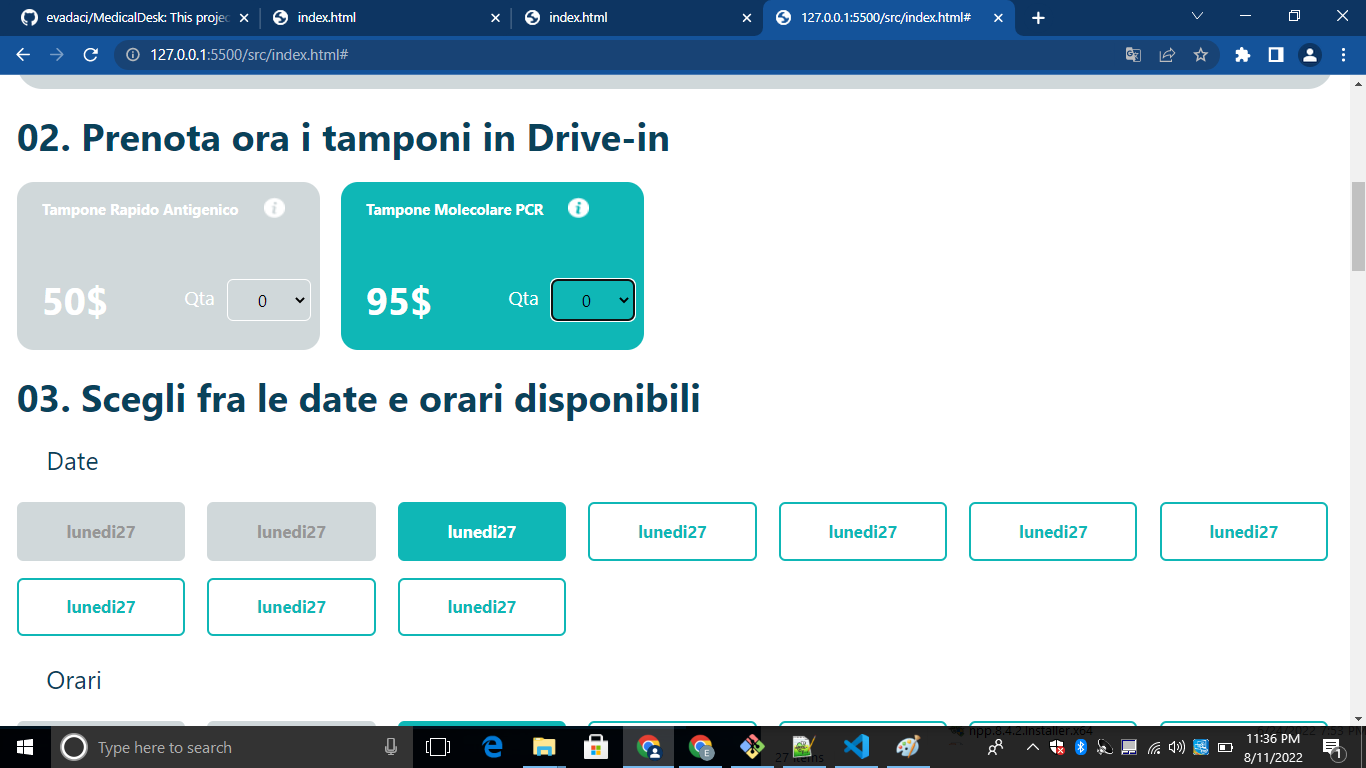 evadaci/MedicalDesk: This projec
index.html
index.html
127.0.0.1:5500/src/index.html#
127.0.0.1:5500/src/index.html#
02. Prenota ora i tamponi in Drive-in
Tampone Rapido Antigenico
Tampone Molecolare PCR
50$ Qta 0
95$ Qta 0
03. Scegli fra le date e orari disponibili
Date
lunedi27 lunedi27 lunedi27 lunedi27 lunedi27 lunedi27 lunedi27
lunedi27 lunedi27 lunedi27
Orari
Type here to search
npp.8.4.2.installer.x64
27 items
11:36 PM
8/11/2022
1